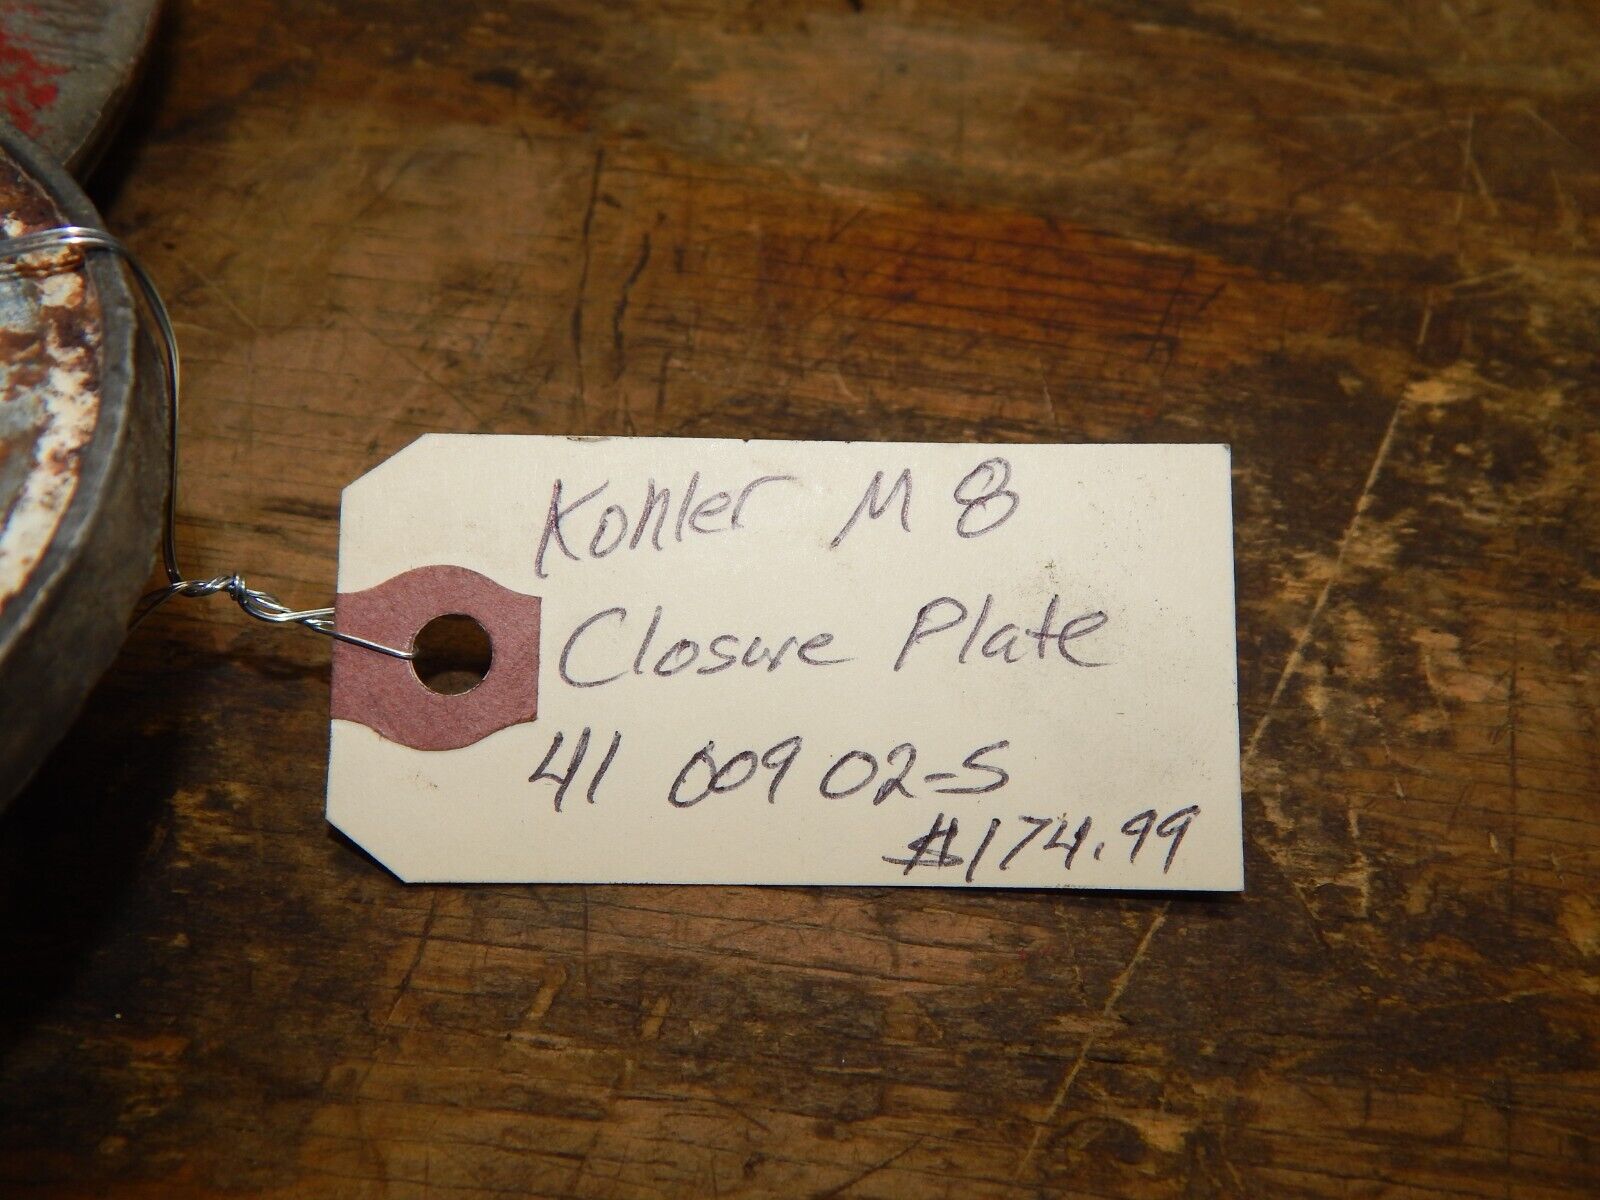 Kohler M 8
Closure Plate
41 009 02-S
$174.99